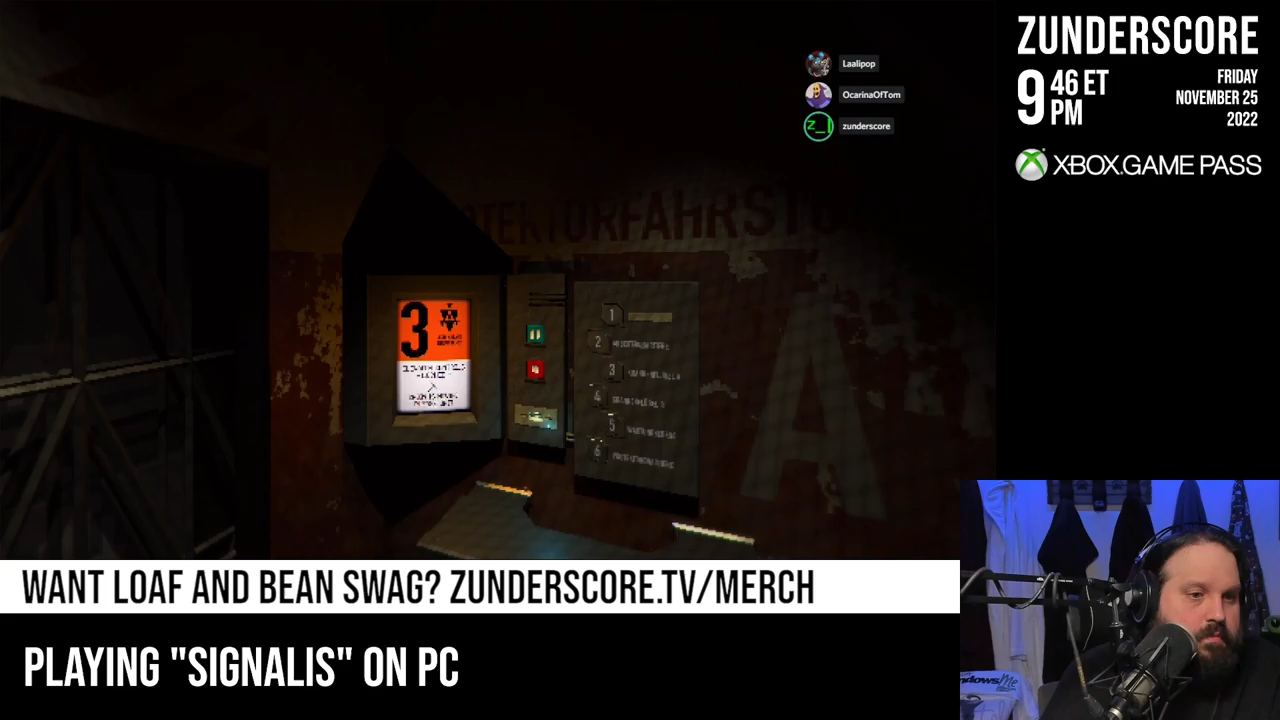 Laalipop
OcarinaOfTom
zunderscore
ZUNDERSCORE
9 46 ET
PM
FRIDAY
NOVEMBER 25
2022
XBOX GAME PASS
3
A
1
2
3
4
5
6
WANT LOAF AND BEAN SWAG? ZUNDERSCORE.TV/MERCH
PLAYING "SIGNALIS" ON PC